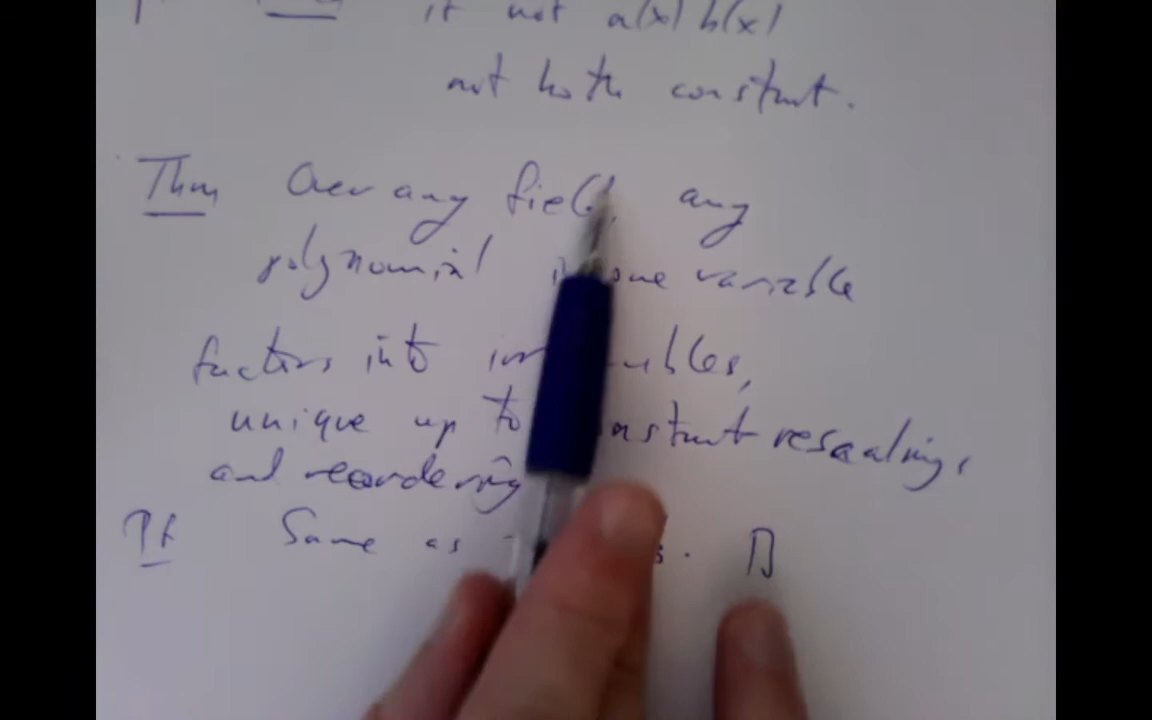 if not a(x) b(x)
not both constant.
Thm Over any field, any
polynomial in one variable
factors into
unique up to constant rescaling,
and reordering
Pf Same as